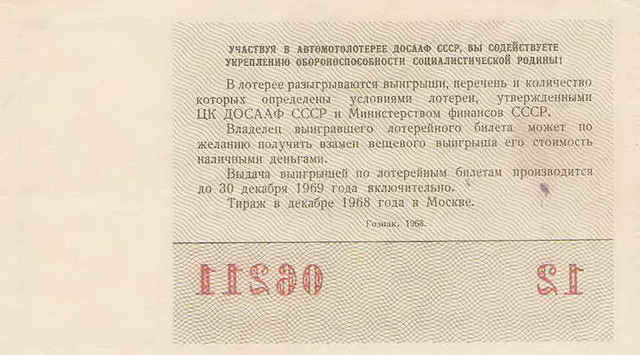 УЧАСТВУЯ В АВТОМОТОЛОТЕРЕЕ ДОСААФ СССР, ВЫ СОДЕЙСТВУЕТЕ
УКРЕПЛЕНИЮ ОБОРОНОСПОСОБНОСТИ СОЦИАЛИСТИЧЕСКОЙ РОДИНЫ!
В лотерее разыгрываются выигрыши, перечень и количество
которых определены условиями лотереи, утвержденными
ЦК ДОСААФ СССР и Министерством финансов СССР.
Владелец выигравшего лотерейного билета может по
желанию получить взамен вещевого выигрыша его стоимость
наличными деньгами.
Выдача выигрышей по лотерейным билетам производится
до 30 декабря 1969 года включительно.
Тираж в декабре 1968 года в Москве.
Гознак. 1968.
06211 12